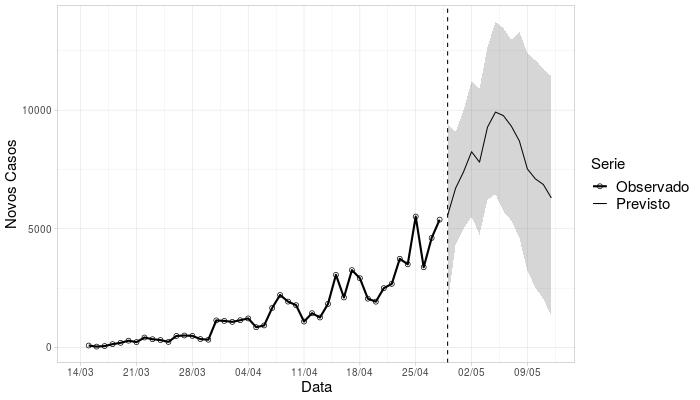 Novos Casos
10000
5000
0
14/03
21/03
28/03
04/04
11/04
18/04
25/04
02/05
09/05
Data
Serie
Observado
Previsto